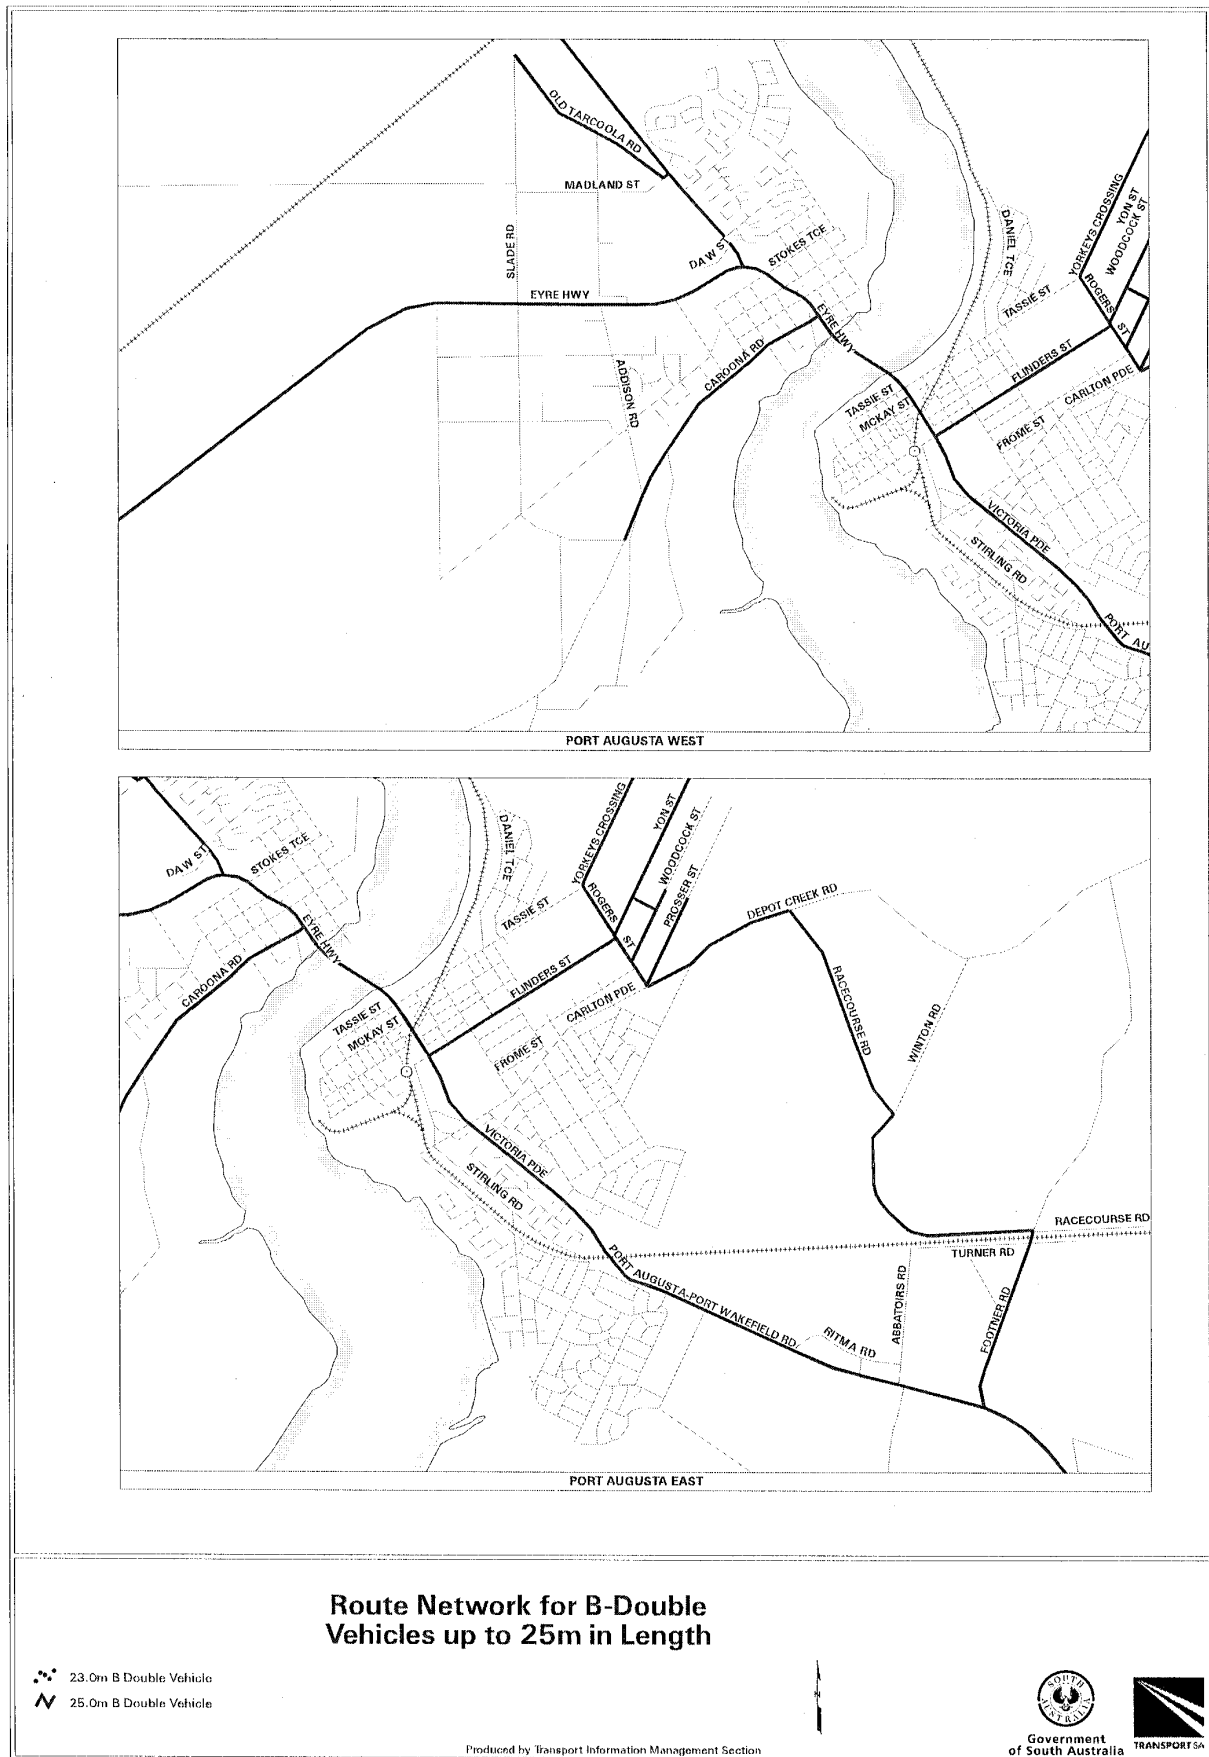 OLD TARCOOLA RD
MADLAND ST
SLADE RD
DAW ST
STOKES TCE
EYRE HWY
EYRE HWY
CAROONA RD
ADDISON RD
DANIEL TCE
YORKEYS CROSSING
YON ST
WOODCOCK ST
TASSIE ST
ROGERS ST
FLINDERS ST
CARLTON PDE
TASSIE ST
MCKAY ST
FROME ST
VICTORIA PDE
STIRLING RD
PORT AU
PORT AUGUSTA WEST
DAW ST
STOKES TCE
EYRE HWY
CAROONA RD
DANIEL TCE
YORKEYS CROSSING
YON ST
WOODCOCK ST
PROSSER ST
TASSIE ST
ROGERS ST
DEPOT CREEK RD
FLINDERS ST
CARLTON PDE
RACECOURSE RD
WINTON RD
TASSIE ST
MCKAY ST
FROME ST
VICTORIA PDE
STIRLING RD
RACECOURSE RD
TURNER RD
PORT AUGUSTA-PORT WAKEFIELD RD
RITMA RD
ABBATOIRS RD
FOOTNER RD
PORT AUGUSTA EAST
Route Network for B-Double
Vehicles up to 25m in Length
23.0m B Double Vehicle
25.0m B Double Vehicle
N
SOUTH
AUSTRALIA
Government
of South Australia
TRANSPORT SA
Produced by Transport Information Management Section